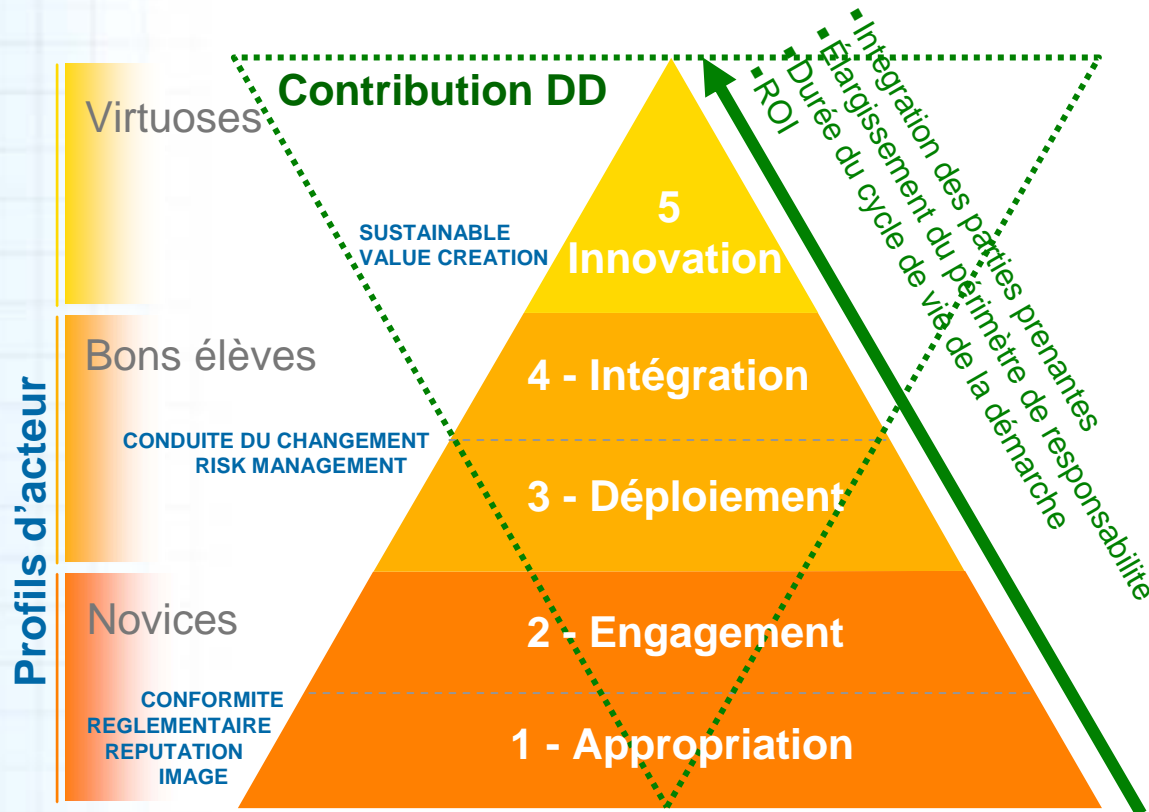 Profils d'acteur
Virtuoses
Contribution DD
SUSTAINABLE
VALUE CREATION
5
Innovation
Bons élèves
4 - Intégration
CONDUITE DU CHANGEMENT
RISK MANAGEMENT
3 - Déploiement
Novices
2 - Engagement
CONFORMITE
REGLEMENTAIRE
REPUTATION
IMAGE
1 - Appropriation
▪ Intégration des parties prenantes
▪ Élargissement du périmètre de responsabilite
▪ Durée du cycle de vie de la démarche
▪ ROI